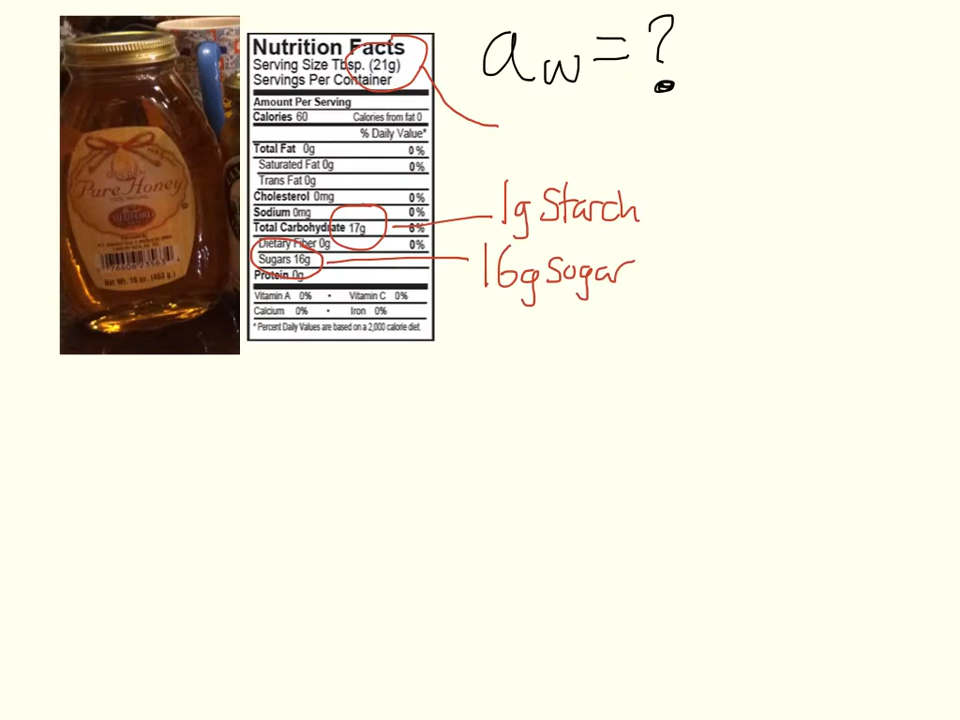 Pure Honey
Net Wt. 16 oz. (453 g.)
Nutrition Facts
Serving Size Tbsp. (21g)
Servings Per Container
Amount Per Serving
Calories 60 Calories from fat 0
% Daily Value*
Total Fat 0g 0%
Saturated Fat 0g 0%
Trans Fat 0g
Cholesterol 0mg 0%
Sodium 0mg 0%
Total Carbohydrate 17g 6%
Dietary Fiber 0g 0%
Sugars 16g
Protein 0g
Vitamin A 0% • Vitamin C 0%
Calcium 0% • Iron 0%
* Percent Daily Values are based on a 2,000 calorie diet.
aw = ?
1g Starch
16g sogar